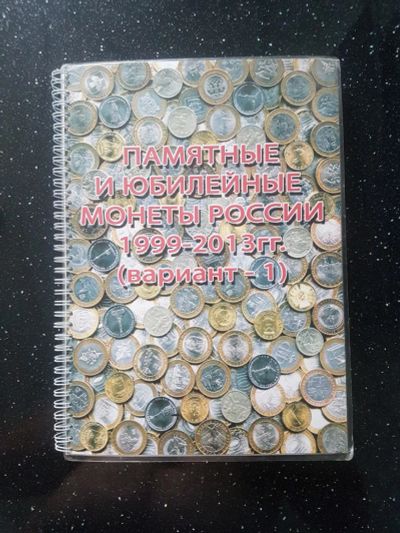 ПАМЯТНЫЕ
И ЮБИЛЕЙНЫЕ
МОНЕТЫ РОССИИ
1999-2013гг.
(вариант - 1)